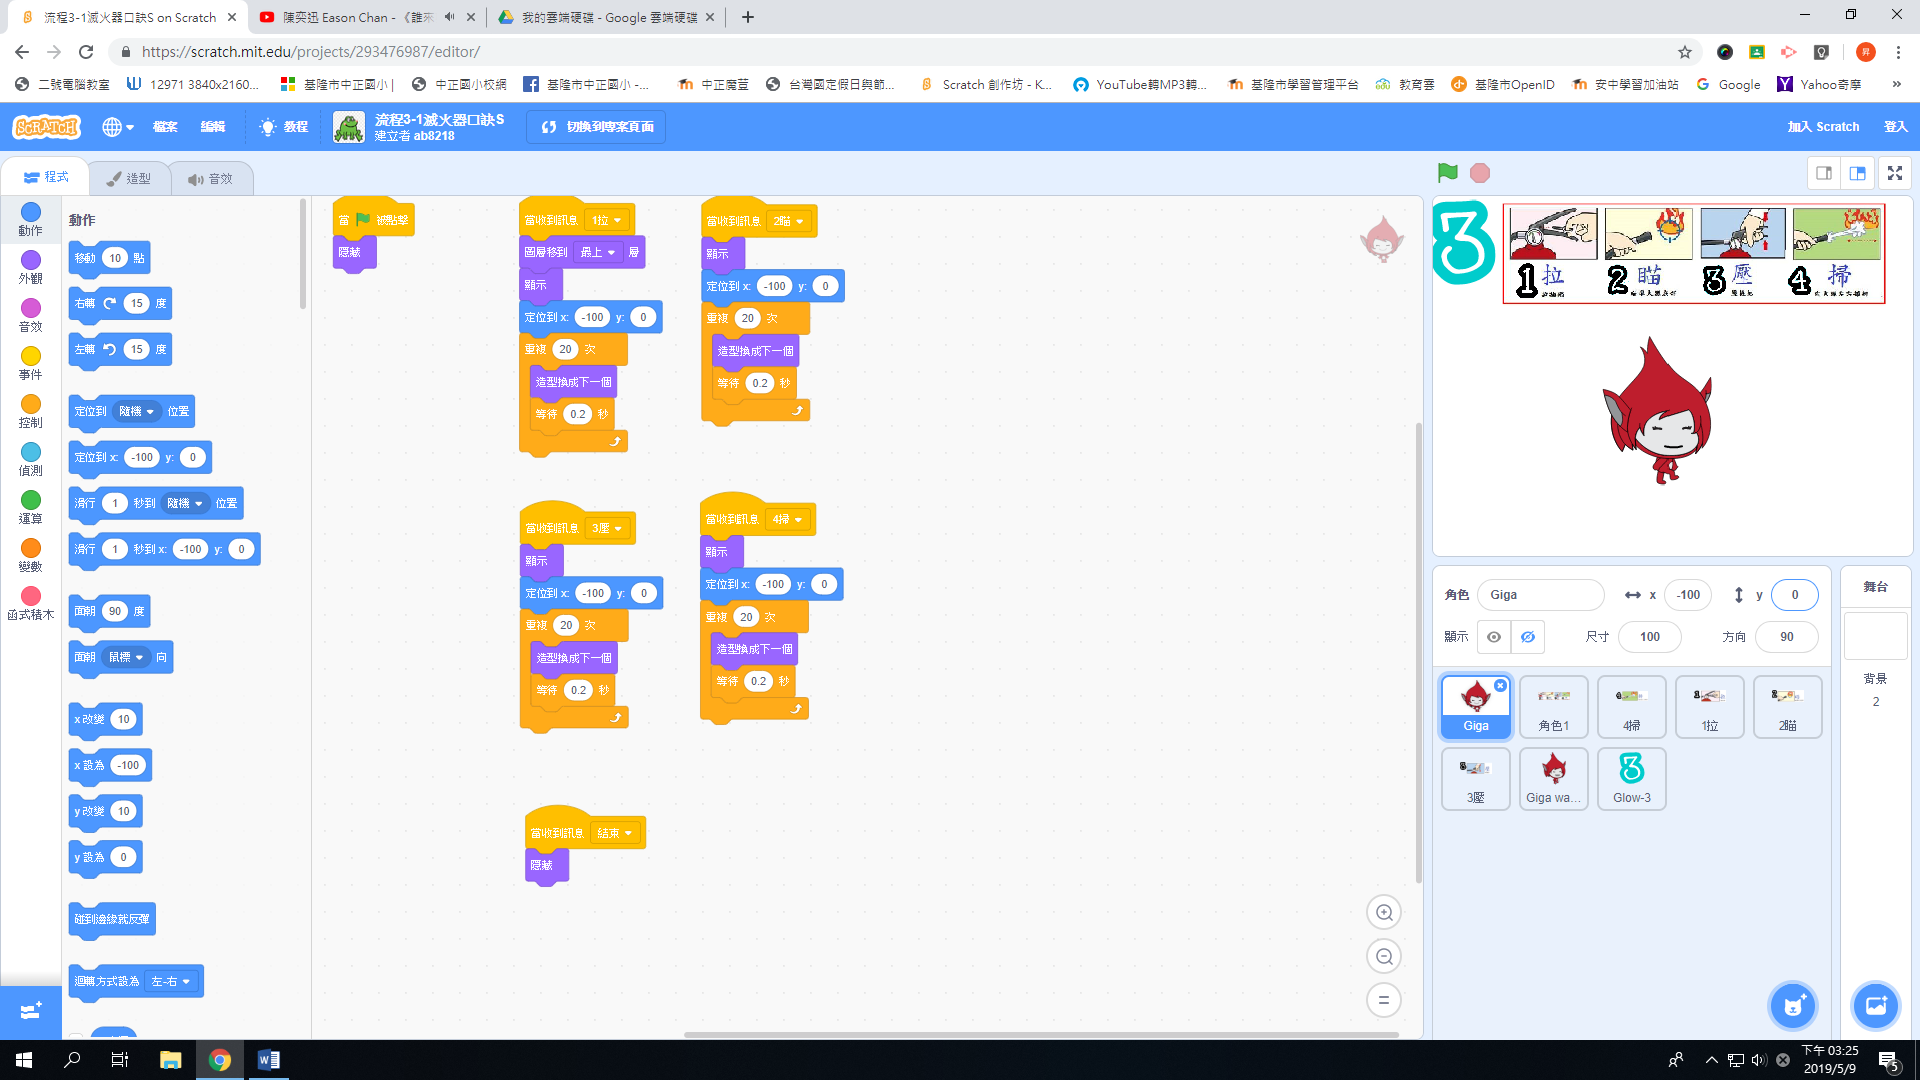 流程3-1滅火器口訣S on Scratch
陳奕迅 Eason Chan - 《誰來
我的雲端硬碟 - Google 雲端硬碟
https://scratch.mit.edu/projects/293476987/editor/
二號電腦教室
12971 3840x2160...
基隆市中正國小 |
中正國小校網
基隆市中正國小 -...
中正魔荳
台灣國定假日與節...
Scratch 創作坊 - K...
YouTube轉MP3轉...
基隆市學習管理平台
教育雲
基隆市OpenID
安中學習加油站
Google
Yahoo奇摩
»
SCRATCH
檔案
編輯
教程
流程3-1滅火器口訣S
建立者 ab8218
切換到專案頁面
加入 Scratch
登入
程式
造型
音效
動作
外觀
音效
事件
控制
偵測
運算
變數
函式積木
動作
移動 10 點
右轉 15 度
左轉 15 度
定位到 隨機 位置
定位到 x: -100 y: 0
滑行 1 秒到 隨機 位置
滑行 1 秒到 x: -100 y: 0
面朝 90 度
面朝 鼠標 向
x 改變 10
x 設為 -100
y 改變 10
y 設為 0
碰到邊緣就反彈
迴轉方式設為 左-右
當 被點擊
隱藏
當收到訊息 1拉
圖層移到 最上 層
顯示
定位到 x: -100 y: 0
重複 20 次
造型換成下一個
等待 0.2 秒
當收到訊息 2瞄
顯示
定位到 x: -100 y: 0
重複 20 次
造型換成下一個
等待 0.2 秒
當收到訊息 3壓
顯示
定位到 x: -100 y: 0
重複 20 次
造型換成下一個
等待 0.2 秒
當收到訊息 4掃
顯示
定位到 x: -100 y: 0
重複 20 次
造型換成下一個
等待 0.2 秒
當收到訊息 結束
隱藏
3
1 拉
2 瞄
3 壓
4 掃
角色 Giga x -100 y 0
顯示 尺寸 100 方向 90
Giga
角色1
4掃
1拉
2瞄
3壓
Giga wa...
Glow-3
舞台
背景
2
下午 03:25
2019/5/9
5